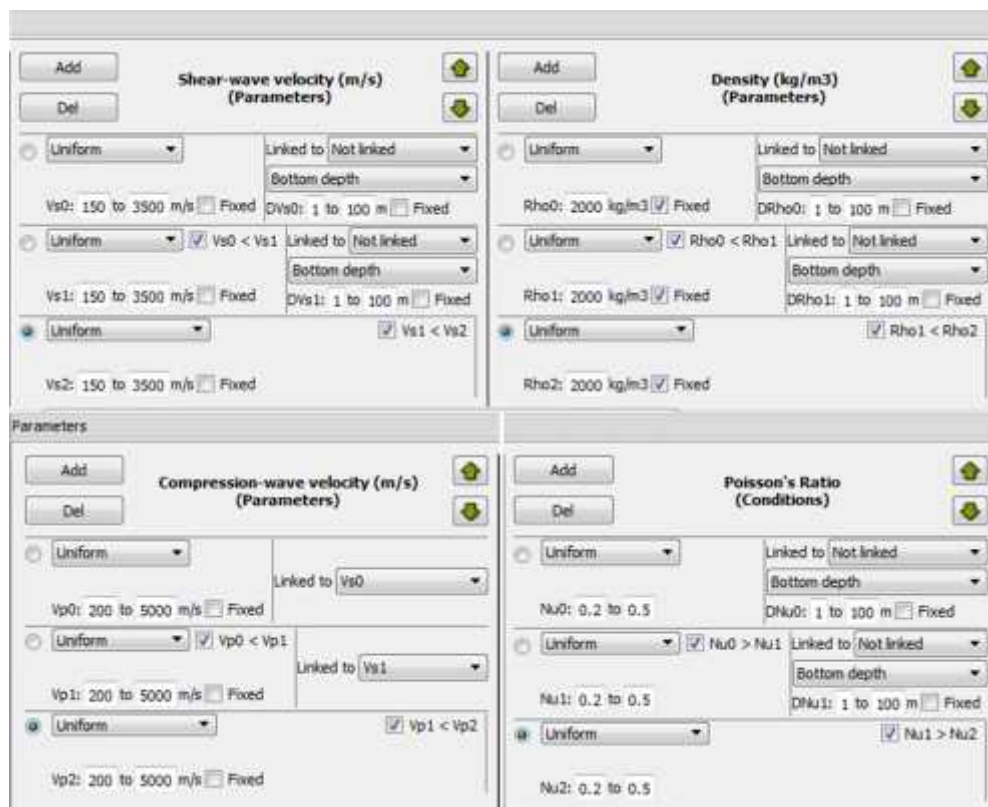 Add
Shear-wave velocity (m/s)
(Parameters)
Del
Uniform
Linked to Not linked
Bottom depth
Vs0: 150 to 3500 m/s Fixed
DVs0: 1 to 100 m Fixed
Uniform
Vs0 < Vs1
Linked to Not linked
Bottom depth
Vs1: 150 to 3500 m/s Fixed
DVs1: 1 to 100 m Fixed
Uniform
Vs1 < Vs2
Vs2: 150 to 3500 m/s Fixed
Add
Density (kg/m3)
(Parameters)
Del
Uniform
Linked to Not linked
Bottom depth
Rho0: 2000 kg/m3 Fixed
DRho0: 1 to 100 m Fixed
Uniform
Rho0 < Rho1
Linked to Not linked
Bottom depth
Rho1: 2000 kg/m3 Fixed
DRho1: 1 to 100 m Fixed
Uniform
Rho1 < Rho2
Rho2: 2000 kg/m3 Fixed
Parameters
Add
Compression-wave velocity (m/s)
(Parameters)
Del
Uniform
Linked to Vs0
Vp0: 200 to 5000 m/s Fixed
Uniform
Vp0 < Vp1
Linked to Vs1
Vp1: 200 to 5000 m/s Fixed
Uniform
Vp1 < Vp2
Vp2: 200 to 5000 m/s Fixed
Add
Poisson's Ratio
(Conditions)
Del
Uniform
Linked to Not linked
Bottom depth
Nu0: 0.2 to 0.5
DNu0: 1 to 100 m Fixed
Uniform
Nu0 > Nu1
Linked to Not linked
Bottom depth
Nu1: 0.2 to 0.5
DNu1: 1 to 100 m Fixed
Uniform
Nu1 > Nu2
Nu2: 0.2 to 0.5